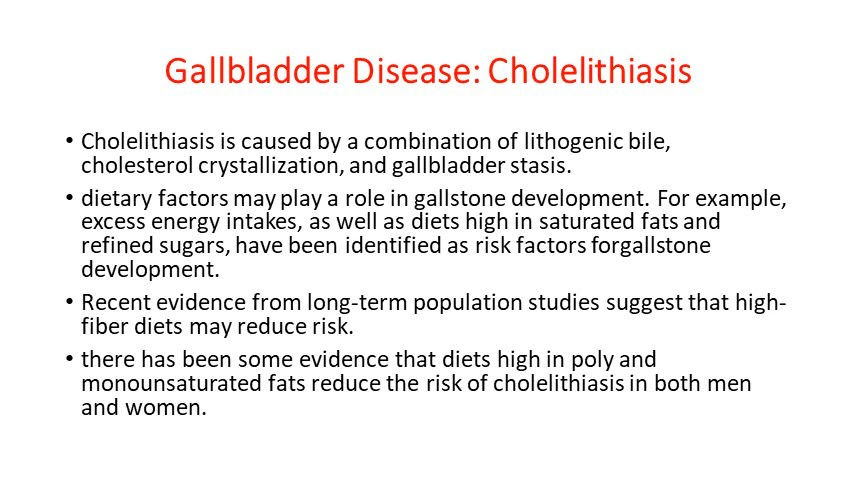 Gallbladder Disease: Cholelithiasis
• Cholelithiasis is caused by a combination of lithogenic bile,
cholesterol crystallization, and gallbladder stasis.
• dietary factors may play a role in gallstone development. For example,
excess energy intakes, as well as diets high in saturated fats and
refined sugars, have been identified as risk factors forgallstone
development.
• Recent evidence from long-term population studies suggest that high-
fiber diets may reduce risk.
• there has been some evidence that diets high in poly and
monounsaturated fats reduce the risk of cholelithiasis in both men
and women.